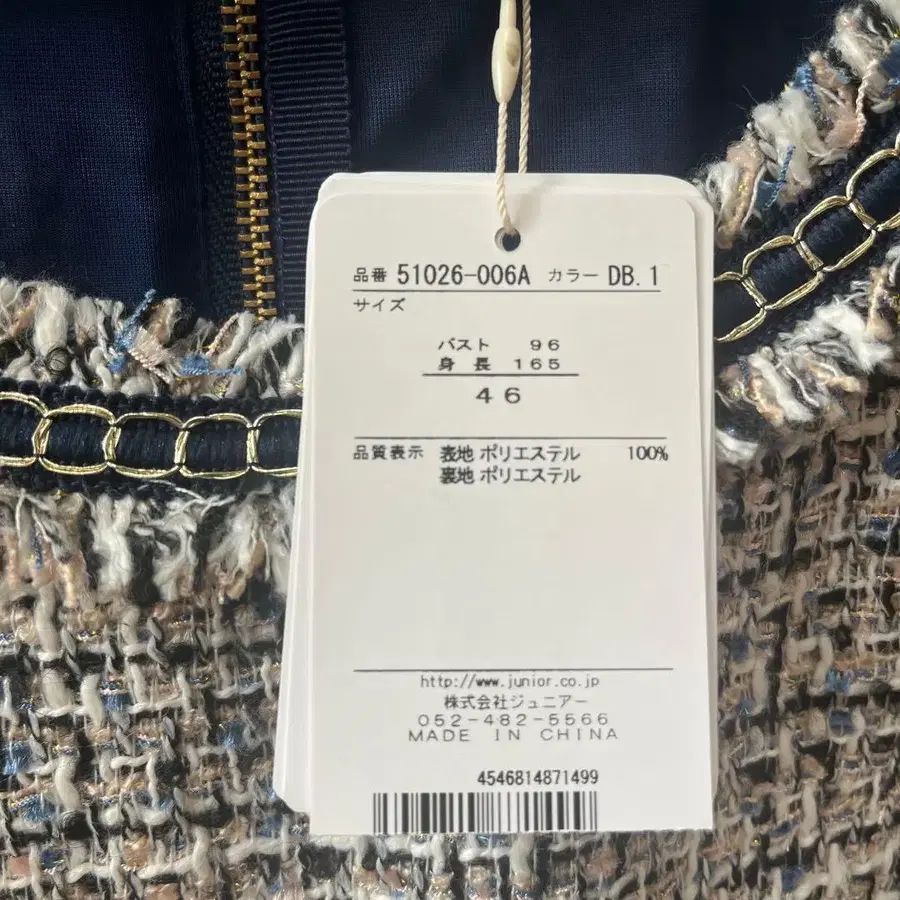 品番 51026-006A カラー DB.1
サイズ
バスト 96
身長 165
46
品質表示 表地 ポリエステル 100%
裏地 ポリエステル
http://www.junior.co.jp
株式会社ジュニアー
052-482-5566
MADE IN CHINA
4546814871499